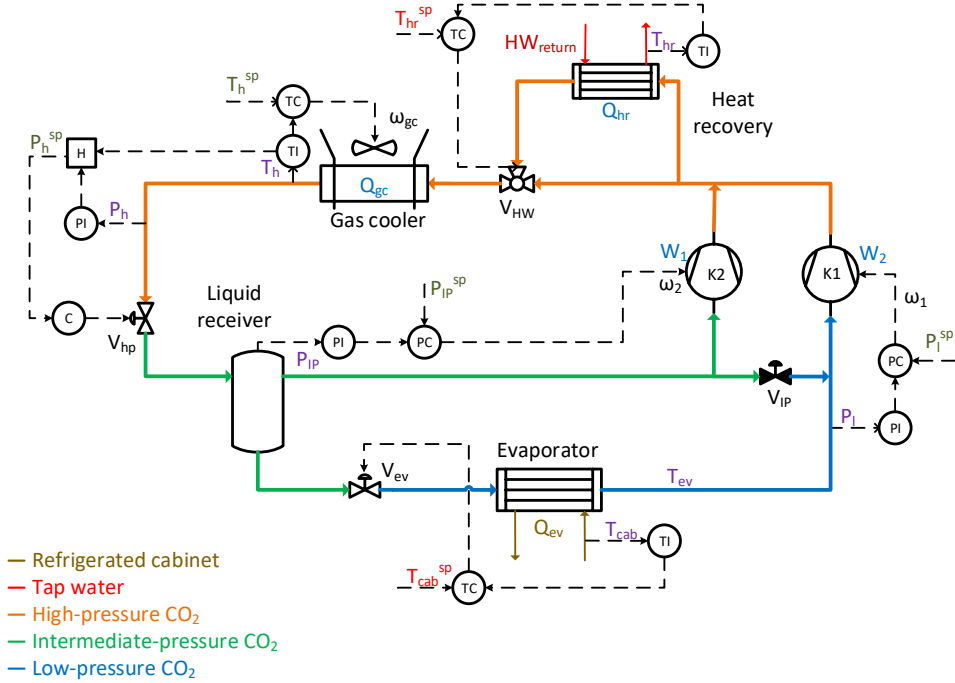 T_hr^sp
TC
HW_return
T_hr
TI
T_h^sp
TC
ω_gc
Q_hr
Heat
recovery
P_h^sp
H
TI
T_h
Q_gc
Gas cooler
V_HW
PI
P_h
W_1
K2
ω_2
W_2
K1
ω_1
C
V_hp
Liquid
receiver
P_IP^sp
PI
PC
P_IP
P_l^sp
PC
V_IP
P_l
PI
Evaporator
V_ev
T_ev
Q_ev
T_cab
TI
T_cab^sp
TC
Refrigerated cabinet
Tap water
High-pressure CO₂
Intermediate-pressure CO₂
Low-pressure CO₂